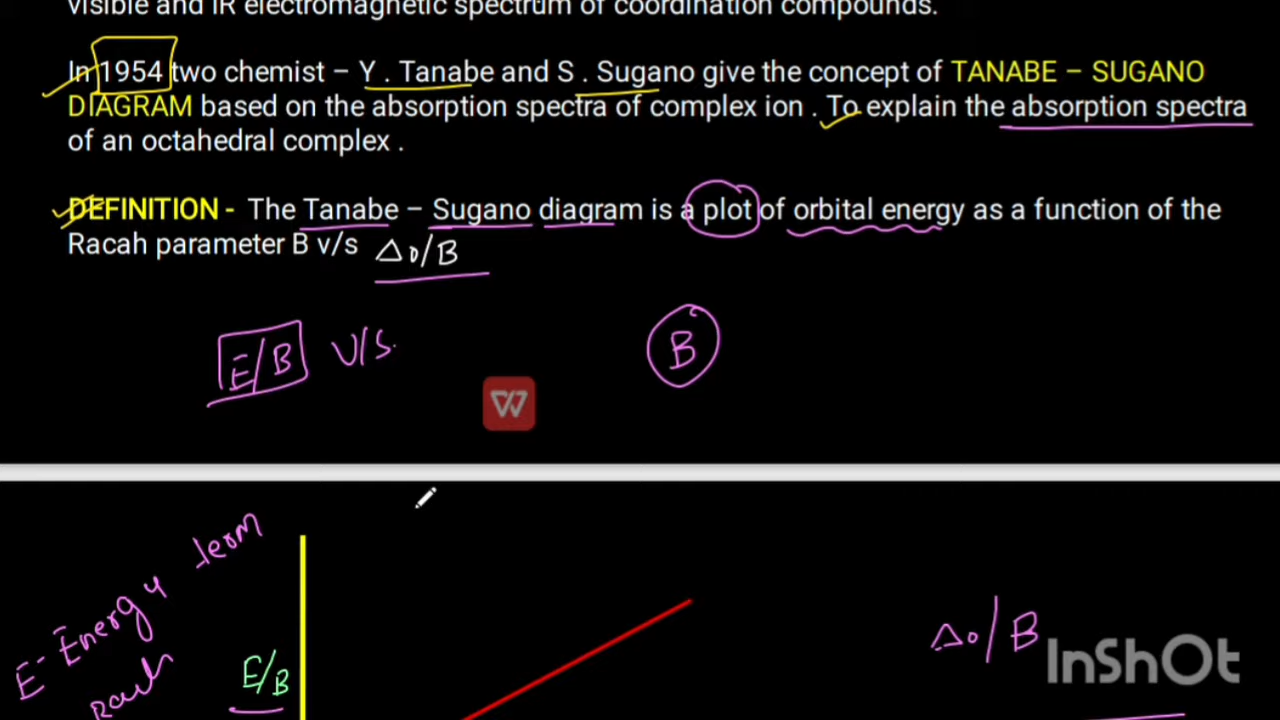 visible and IR electromagnetic spectrum of coordination compounds.
In 1954 two chemist – Y . Tanabe and S . Sugano give the concept of TANABE – SUGANO
DIAGRAM based on the absorption spectra of complex ion . To explain the absorption spectra
of an octahedral complex .
DEFINITION - The Tanabe – Sugano diagram is a plot of orbital energy as a function of the
Racah parameter B v/s Δo/B
E/B V/S.
B
E-Energy term
E/B
Δo/B
InShOt